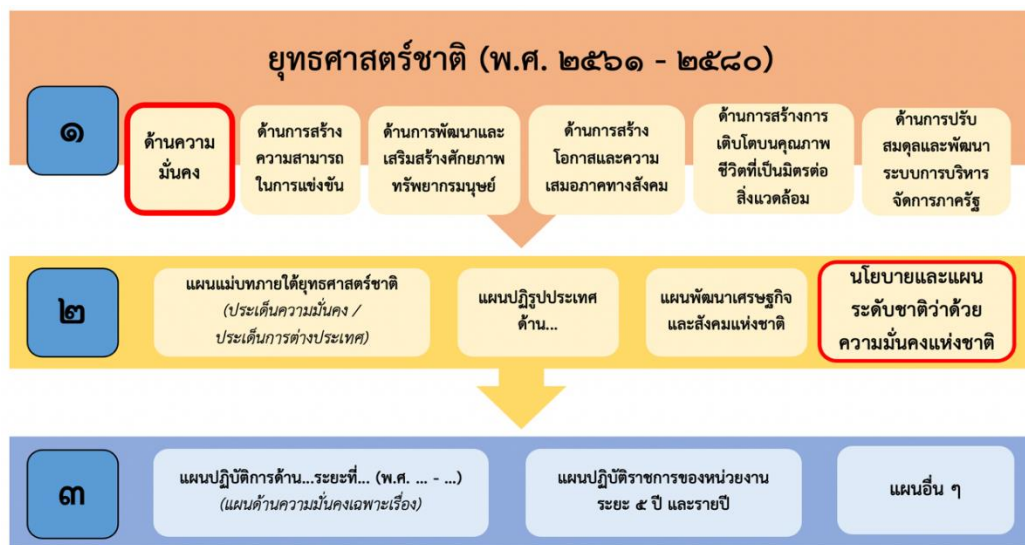 ยุทธศาสตร์ชาติ (พ.ศ. ๒๕๖๑ - ๒๕๘๐)
๑
ด้านความ
มั่นคง
ด้านการสร้าง
ความสามารถ
ในการแข่งขัน
ด้านการพัฒนาและ
เสริมสร้างศักยภาพ
ทรัพยากรมนุษย์
ด้านการสร้าง
โอกาสและความ
เสมอภาคทางสังคม
ด้านการสร้างการ
เติบโตบนคุณภาพ
ชีวิตที่เป็นมิตรต่อ
สิ่งแวดล้อม
ด้านการปรับ
สมดุลและพัฒนา
ระบบการบริหาร
จัดการภาครัฐ
๒
แผนแม่บทภายใต้ยุทธศาสตร์ชาติ
(ประเด็นความมั่นคง /
ประเด็นการต่างประเทศ)
แผนปฏิรูปประเทศ
ด้าน...
แผนพัฒนาเศรษฐกิจ
และสังคมแห่งชาติ
นโยบายและแผน
ระดับชาติว่าด้วย
ความมั่นคงแห่งชาติ
๓
แผนปฏิบัติการด้าน...ระยะที่... (พ.ศ. ... - ...)
(แผนด้านความมั่นคงเฉพาะเรื่อง)
แผนปฏิบัติราชการของหน่วยงาน
ระยะ ๕ ปี และรายปี
แผนอื่น ๆ